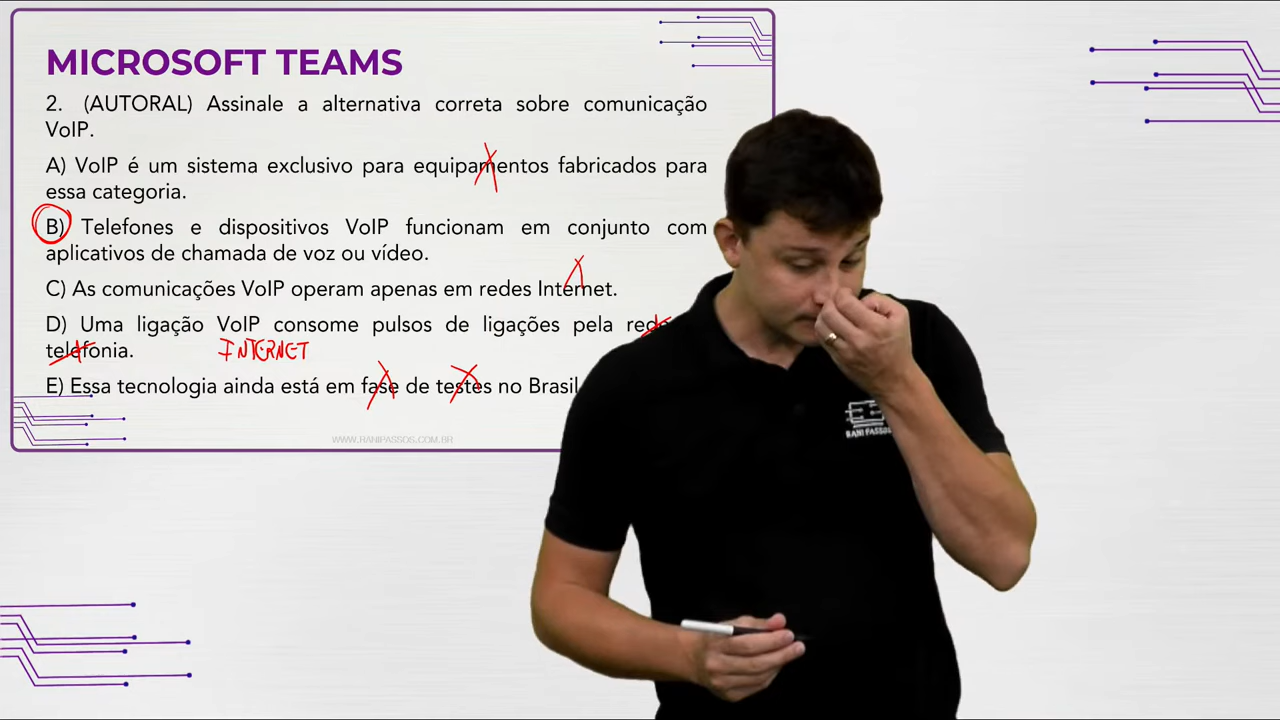 MICROSOFT TEAMS
2. (AUTORAL) Assinale a alternativa correta sobre comunicação
VoIP.
A) VoIP é um sistema exclusivo para equipamentos fabricados para
essa categoria.
B) Telefones e dispositivos VoIP funcionam em conjunto com
aplicativos de chamada de voz ou vídeo.
C) As comunicações VoIP operam apenas em redes Internet.
D) Uma ligação VoIP consome pulsos de ligações pela rede
telefonia.
INTERNET
E) Essa tecnologia ainda está em fase de testes no Brasil
WWW.RANIPASSOS.COM.BR
RANI PASSOS